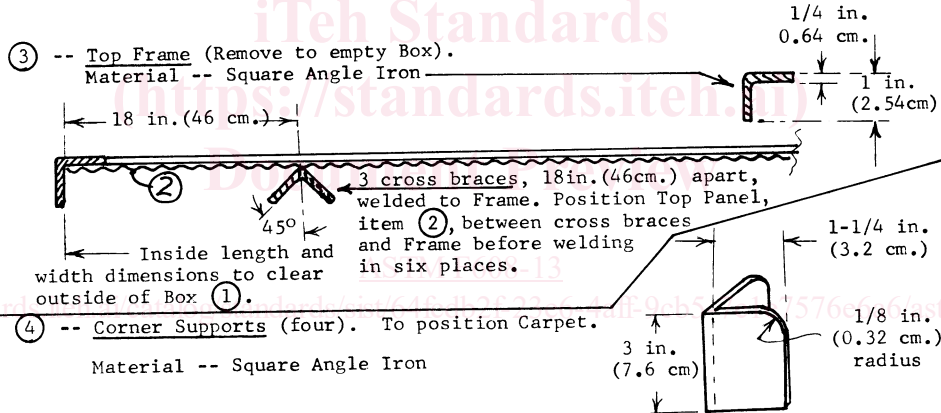 iTeh Standards
(https://standards.iteh.ai)
Document Preview
ASTM
-13
1/4 in.
0.64 cm.
③ -- Top Frame (Remove to empty Box).
Material -- Square Angle Iron
1 in.
(2.54cm)
18 in.(46 cm.)
②
3 cross braces, 18in.(46cm.) apart,
welded to Frame. Position Top Panel,
item ②, between cross braces
and Frame before welding
in six places.
45°
Inside length and
width dimensions to clear
outside of Box ①.
1-1/4 in.
(3.2 cm.)
④ -- Corner Supports (four). To position Carpet.
Material -- Square Angle Iron
3 in.
(7.6 cm)
1/8 in.
(0.32 cm.)
radius